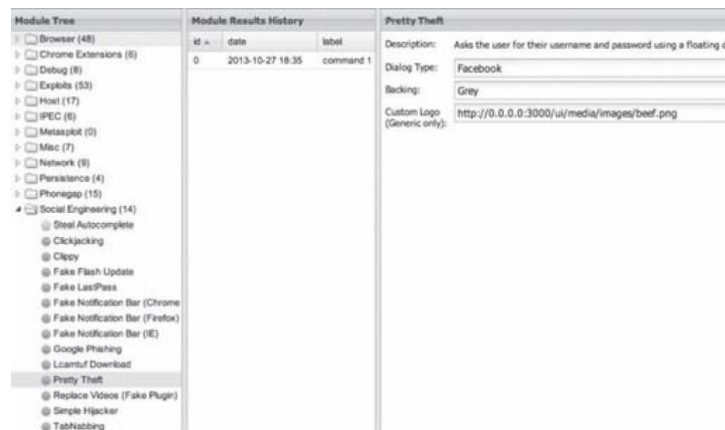 Module Tree
Browser (48)
Chrome Extensions (6)
Debug (8)
Exploits (53)
Host (17)
IPEC (6)
Metasploit (0)
Misc (7)
Network (9)
Persistence (4)
Phonegap (15)
Social Engineering (14)
Steal Autocomplete
Clickjacking
Clippy
Fake Flash Update
Fake LastPass
Fake Notification Bar (Chrome
Fake Notification Bar (Firefox)
Fake Notification Bar (IE)
Google Phishing
Lcamtuf Download
Pretty Theft
Replace Videos (Fake Plugin)
Simple Hijacker
TabNabbing
Module Results History
id date label
0 2013-10-27 18:35 command 1
Pretty Theft
Description: Asks the user for their username and password using a floating
Dialog Type: Facebook
Backing: Grey
Custom Logo http://0.0.0.0:3000/ui/media/images/beef.png
(Generic only):